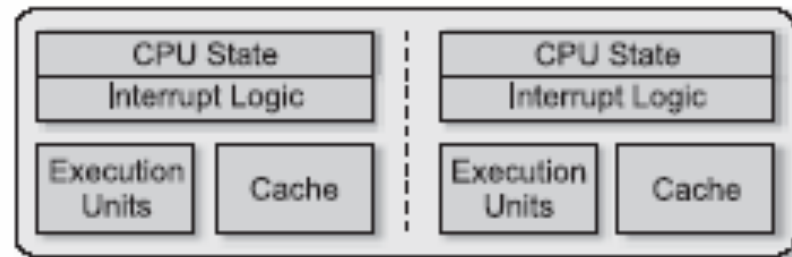 CPU State
Interrupt Logic
Execution
Units
Cache
CPU State
Interrupt Logic
Execution
Units
Cache